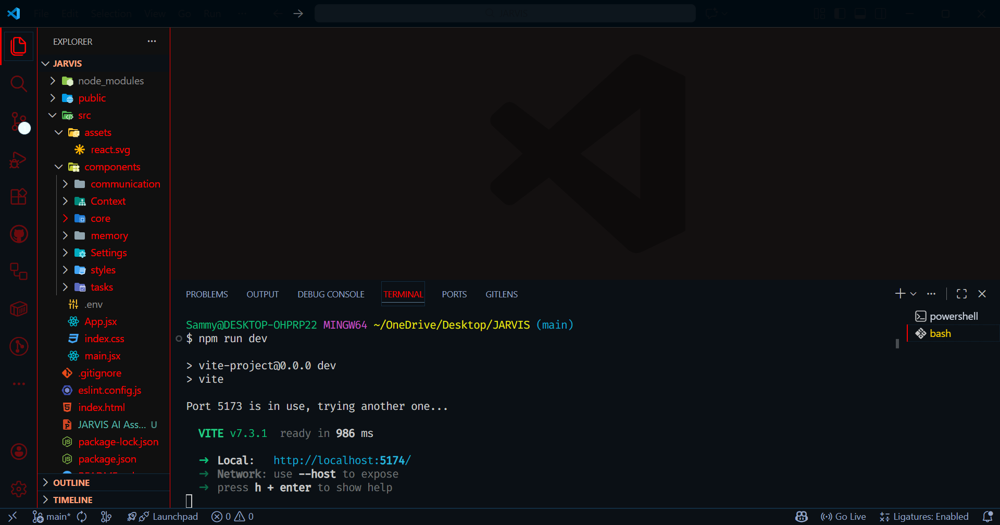 File Edit Selection View Go Run
JARVIS
EXPLORER
JARVIS
node_modules
public
src
assets
react.svg
components
communication
Context
core
memory
Settings
styles
tasks
.env
App.jsx
index.css
main.jsx
.gitignore
eslint.config.js
index.html
JARVIS AI Ass... U
package-lock.json
package.json
OUTLINE
TIMELINE
PROBLEMS OUTPUT DEBUG CONSOLE TERMINAL PORTS GITLENS
powershell
bash
Sammy@DESKTOP-OHPRP22 MINGW64 ~/OneDrive/Desktop/JARVIS (main)
$ npm run dev
> vite-project@0.0.0 dev
> vite
Port 5173 is in use, trying another one...
VITE v7.3.1 ready in 986 ms
➜ Local: http://localhost:5174/
➜ Network: use --host to expose
➜ press h + enter to show help
main* Launchpad 0 0 Go Live Ligatures: Enabled